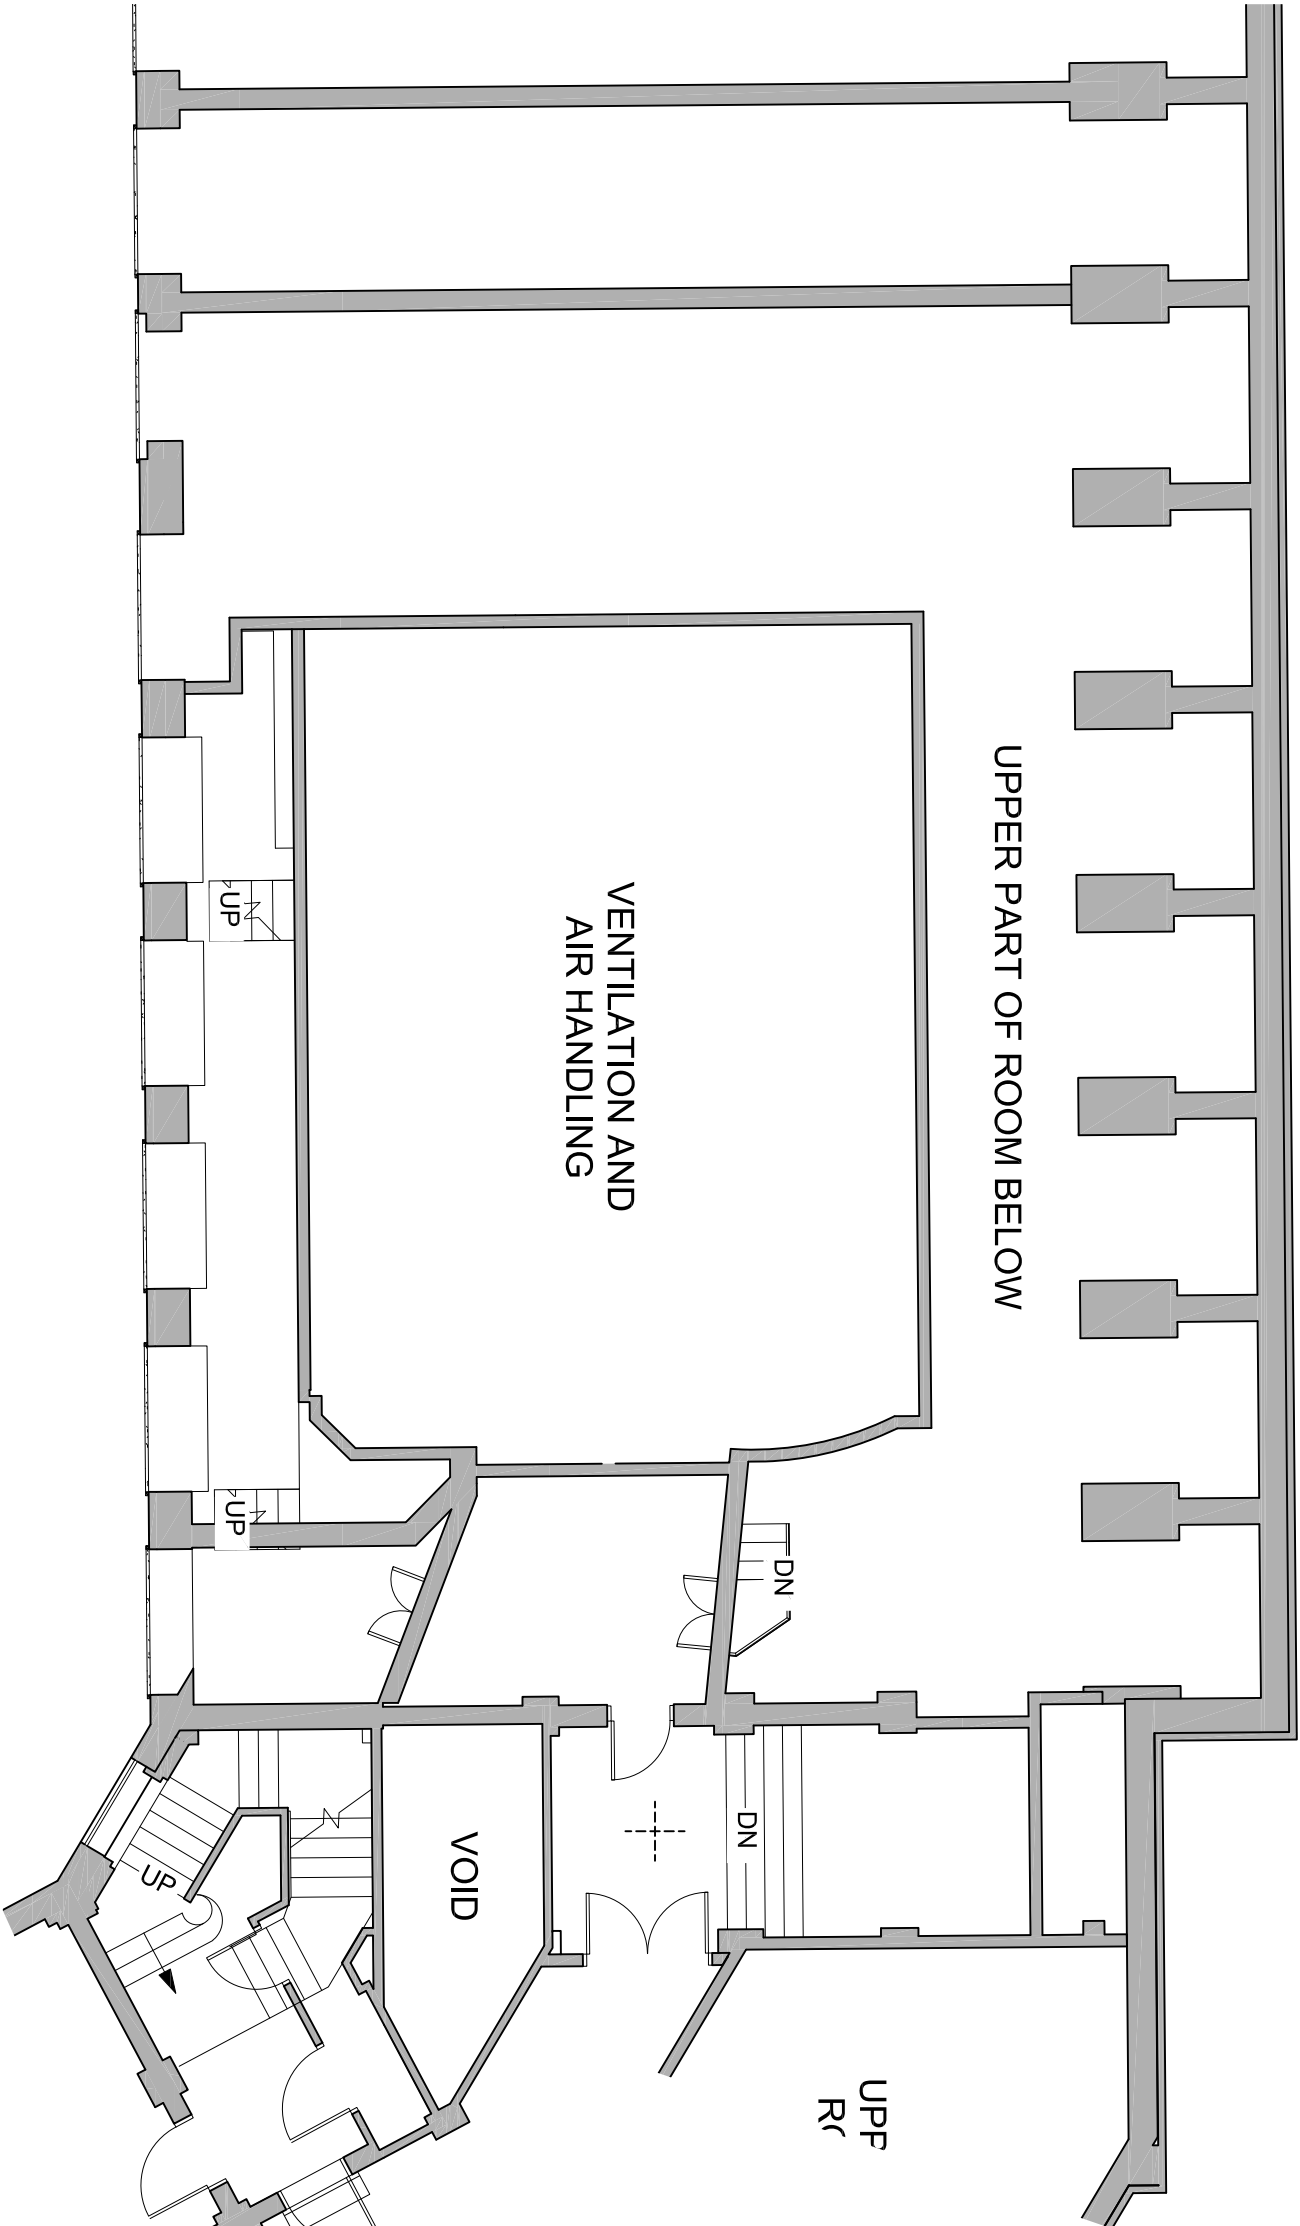 UPPER PART OF ROOM BELOW
VENTILATION AND
AIR HANDLING
UP
UP
DN
DN
VOID
UP